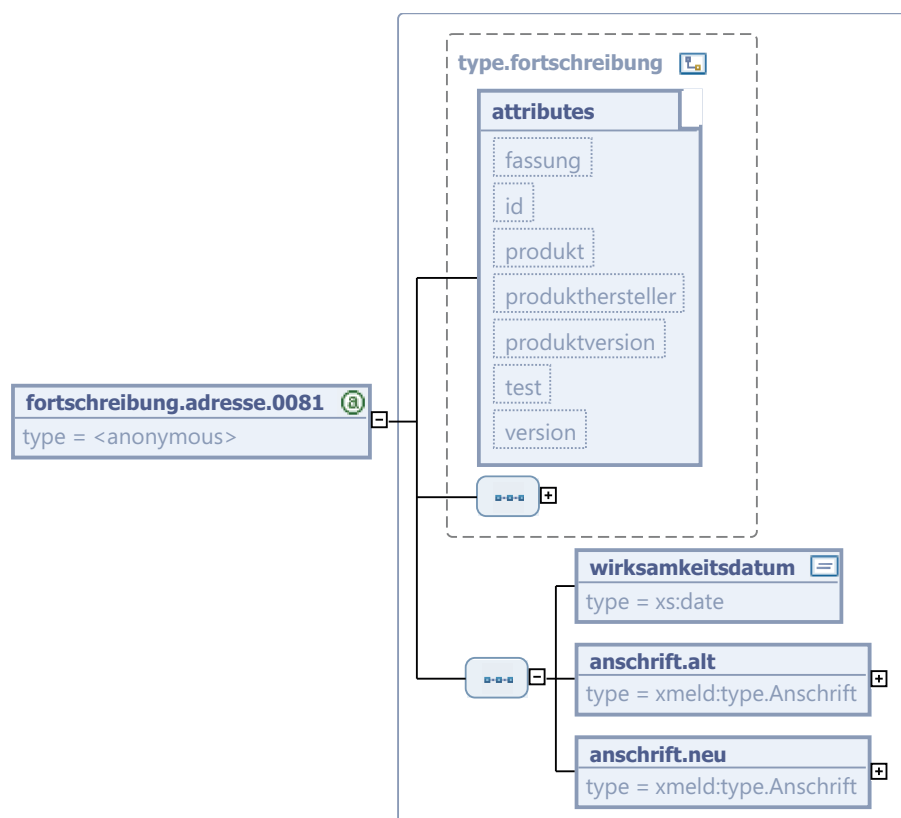 type.fortschreibung
attributes
fassung
id
produkt
produkthersteller
produktversion
test
version
fortschreibung.adresse.0081
type = <anonymous>
wirksamkeitsdatum
type = xs:date
anschrift.alt
type = xmeld:type.Anschrift
anschrift.neu
type = xmeld:type.Anschrift